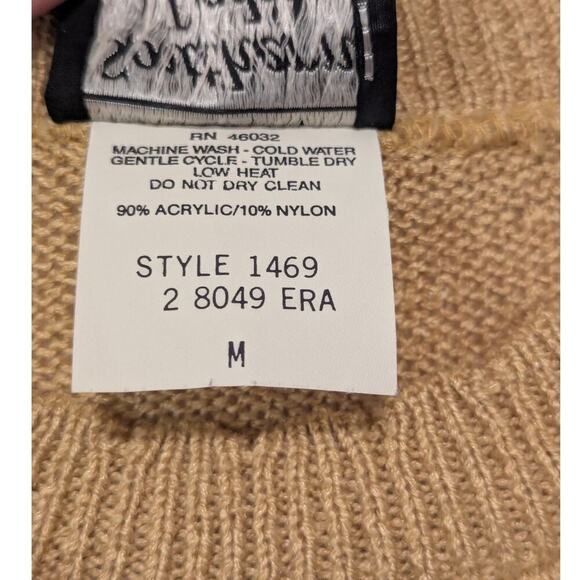 RN 46032
MACHINE WASH - COLD WATER
GENTLE CYCLE - TUMBLE DRY
LOW HEAT
DO NOT DRY CLEAN
90% ACRYLIC/10% NYLON
STYLE 1469
2 8049 ERA
M